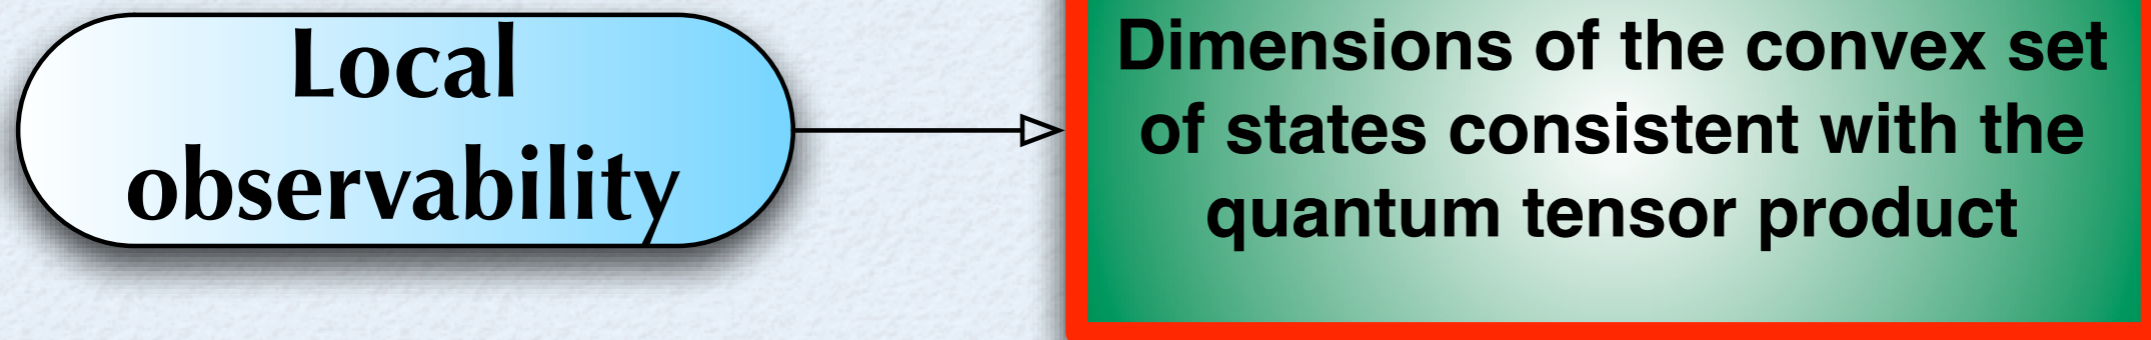 Local
observability
Dimensions of the convex set
of states consistent with the
quantum tensor product